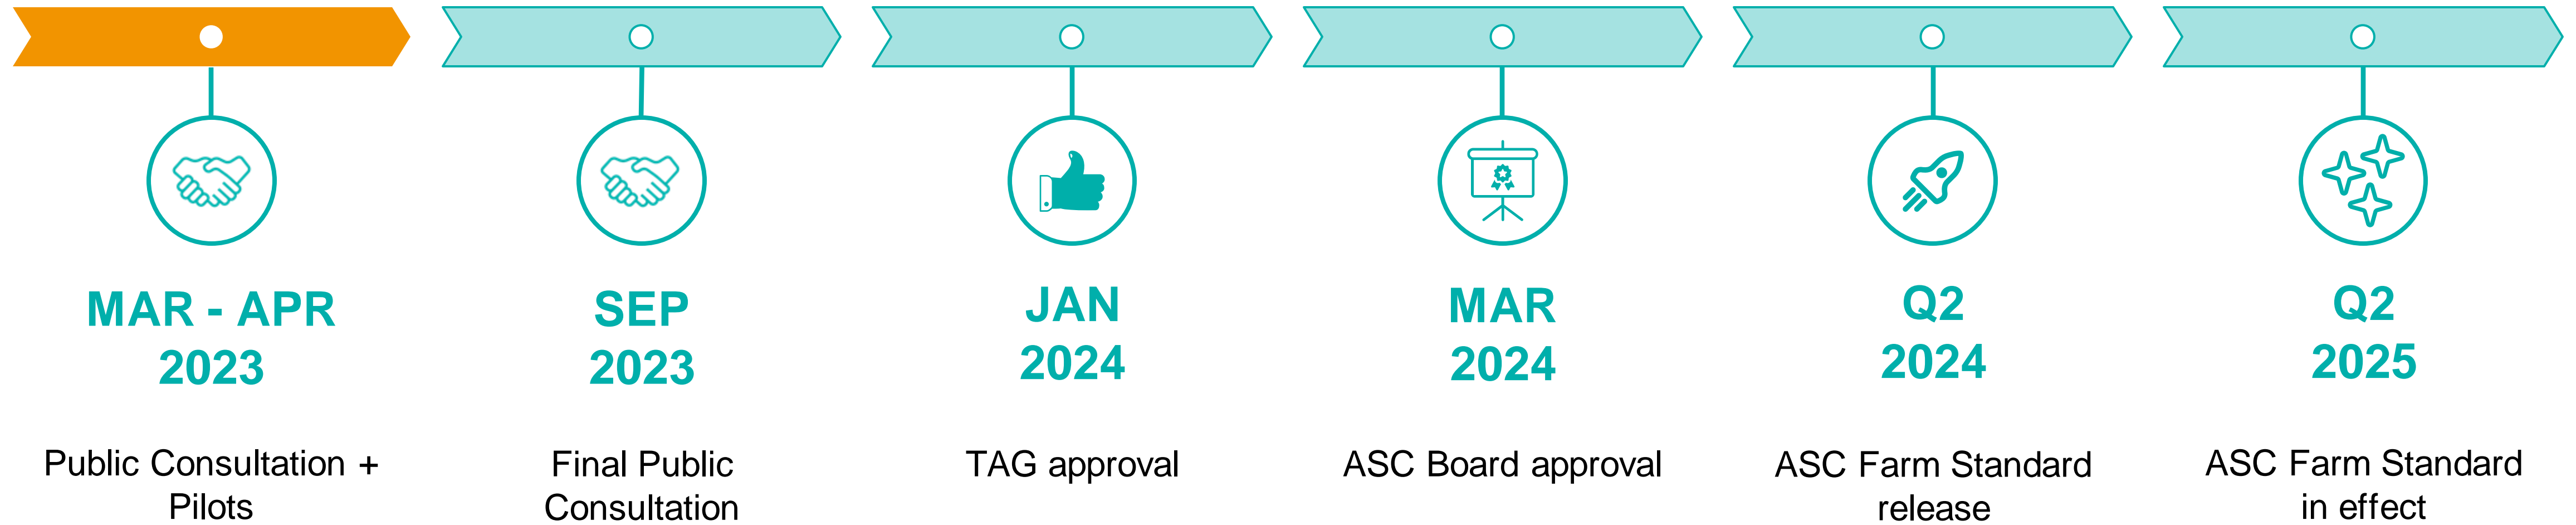 MAR - APR
2023
Public Consultation +
Pilots
SEP
2023
Final Public
Consultation
JAN
2024
TAG approval
MAR
2024
ASC Board approval
Q2
2024
ASC Farm Standard
release
Q2
2025
ASC Farm Standard
in effect